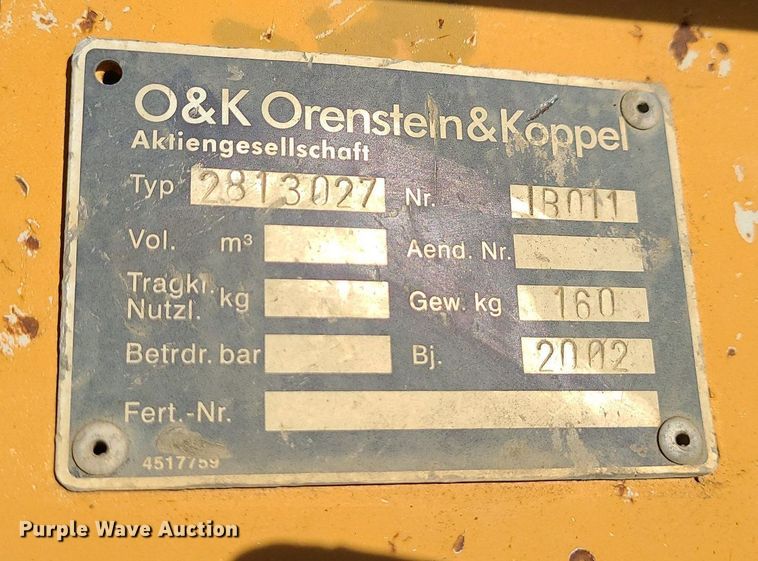 O&K Orenstein&Koppel
Aktiengesellschaft
Typ 2813027 Nr. IB011
Vol. m³ Aend. Nr.
Tragkr. kg Gew. kg 160
Nutzl.
Betrdr. bar Bj. 2002
Fert.-Nr.
4517759
Purple Wave Auction